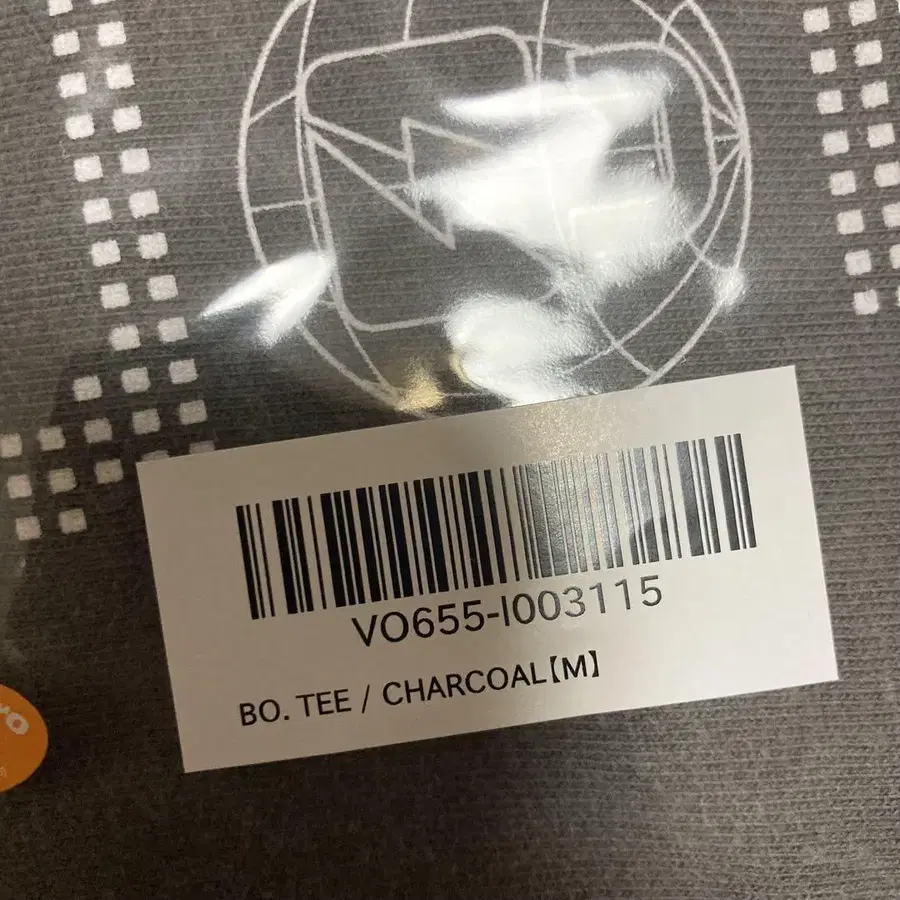 VO655-I003115
BO. TEE / CHARCOAL【M】